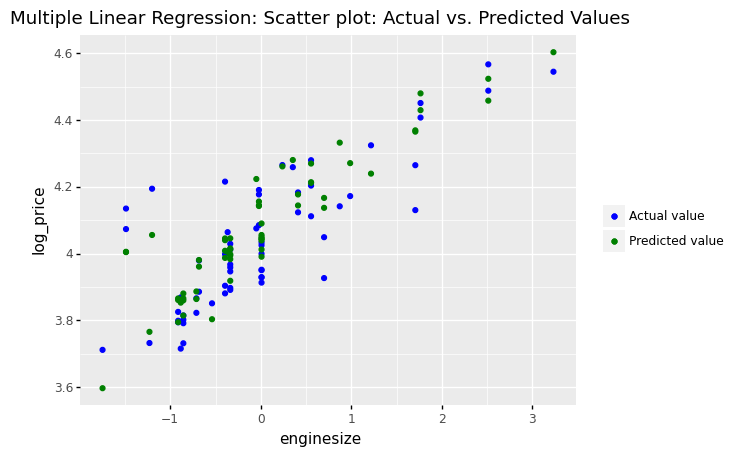 Multiple Linear Regression: Scatter plot: Actual vs. Predicted Values
log_price
4.6
4.4
4.2
4
3.8
3.6
−1
0
1
2
3
enginesize
Actual value
Predicted value